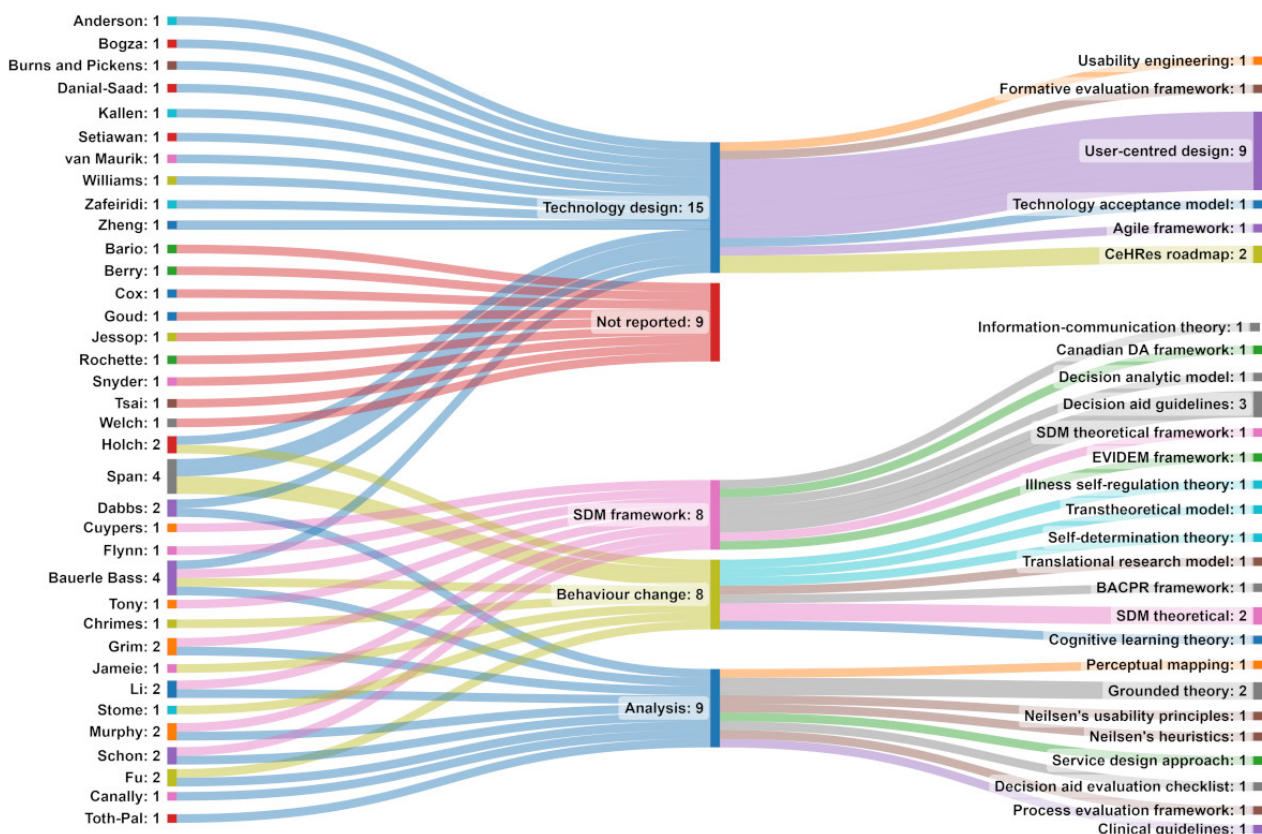 Anderson: 1
Bogza: 1
Burns and Pickens: 1
Danial-Saad: 1
Kallen: 1
Setiawan: 1
van Maurik: 1
Williams: 1
Zafeiridi: 1
Zheng: 1
Bario: 1
Berry: 1
Cox: 1
Goud: 1
Jessop: 1
Rochette: 1
Snyder: 1
Tsai: 1
Welch: 1
Holch: 2
Span: 4
Dabbs: 2
Cuypers: 1
Flynn: 1
Bauerle Bass: 4
Tony: 1
Chrimes: 1
Grim: 2
Jameie: 1
Li: 2
Stome: 1
Murphy: 2
Schon: 2
Fu: 2
Canally: 1
Toth-Pal: 1
Technology design: 15
Not reported: 9
SDM framework: 8
Behaviour change: 8
Analysis: 9
Usability engineering: 1
Formative evaluation framework: 1
User-centred design: 9
Technology acceptance model: 1
Agile framework: 1
CeHRes roadmap: 2
Information-communication theory: 1
Canadian DA framework: 1
Decision analytic model: 1
Decision aid guidelines: 3
SDM theoretical framework: 1
EVIDEM framework: 1
Illness self-regulation theory: 1
Transtheoretical model: 1
Self-determination theory: 1
Translational research model: 1
BACPR framework: 1
SDM theoretical: 2
Cognitive learning theory: 1
Perceptual mapping: 1
Grounded theory: 2
Neilsen's usability principles: 1
Neilsen's heuristics: 1
Service design approach: 1
Decision aid evaluation checklist: 1
Process evaluation framework: 1
Clinical guidelines: 1